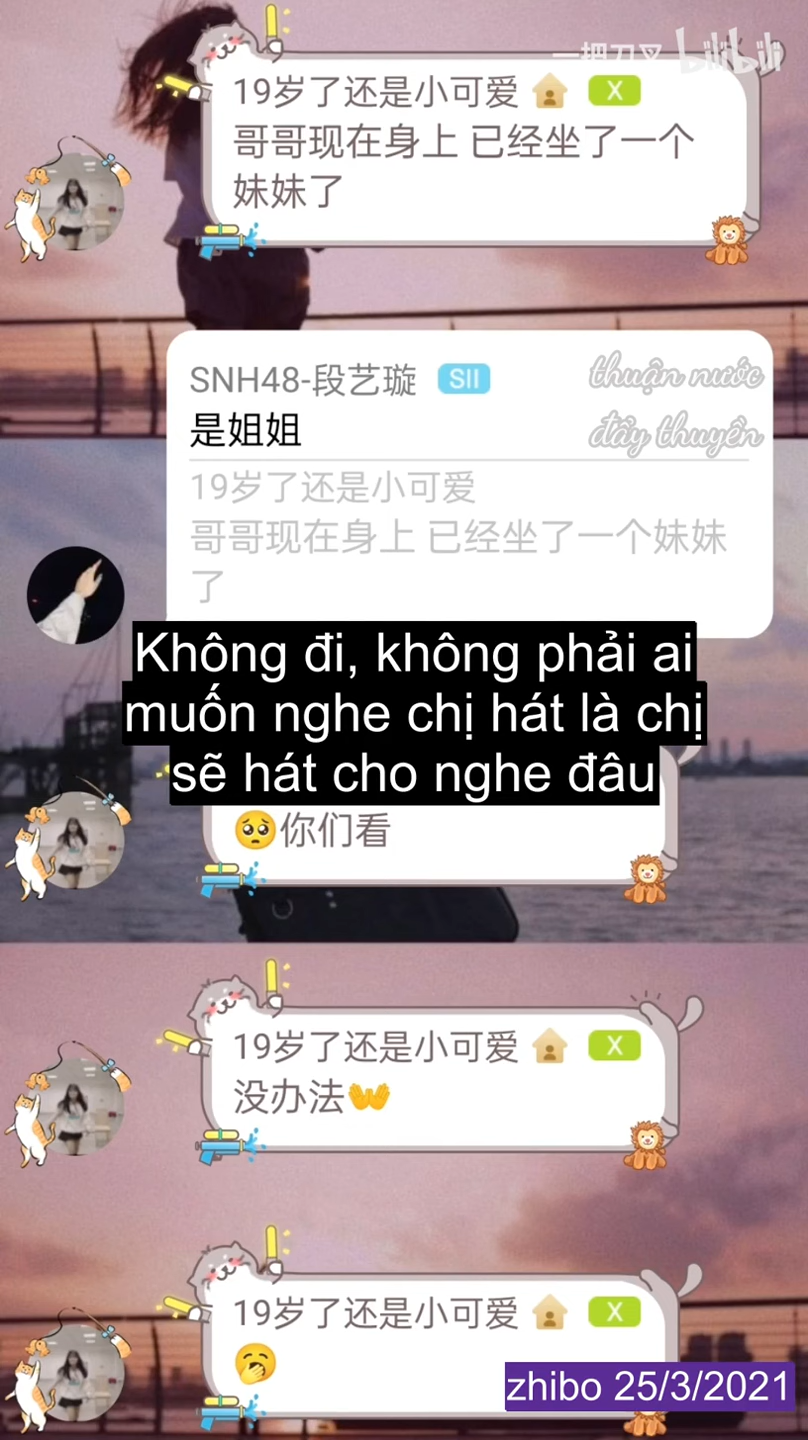 一把刀叉 bilibili
19岁了还是小可爱 X
哥哥现在身上 已经坐了一个
妹妹了
SNH48-段艺璇 SII
thuận nước
是姐姐
đẩy thuyền
19岁了还是小可爱
哥哥现在身上 已经坐了一个妹妹
了
Không đi, không phải ai
muốn nghe chị hát là chị
sẽ hát cho nghe đâu
🥺你们看
19岁了还是小可爱 X
没办法👐
19岁了还是小可爱 X
🥱
zhibo 25/3/2021